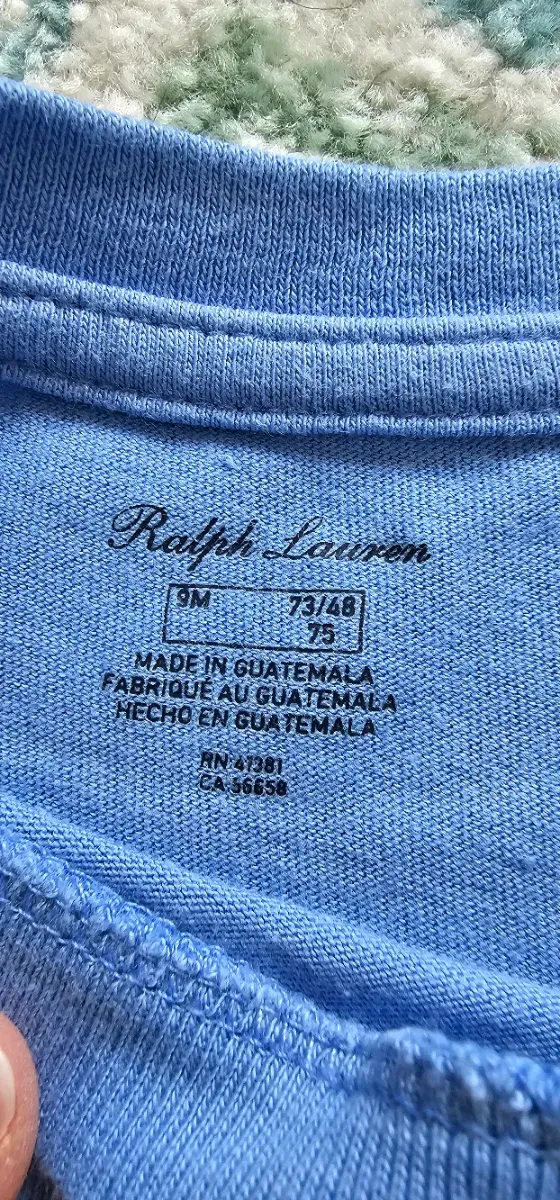 Ralph Lauren
9M 73/48
75
MADE IN GUATEMALA
FABRIQUÉ AU GUATEMALA
HECHO EN GUATEMALA
RN 41381
CA 56658